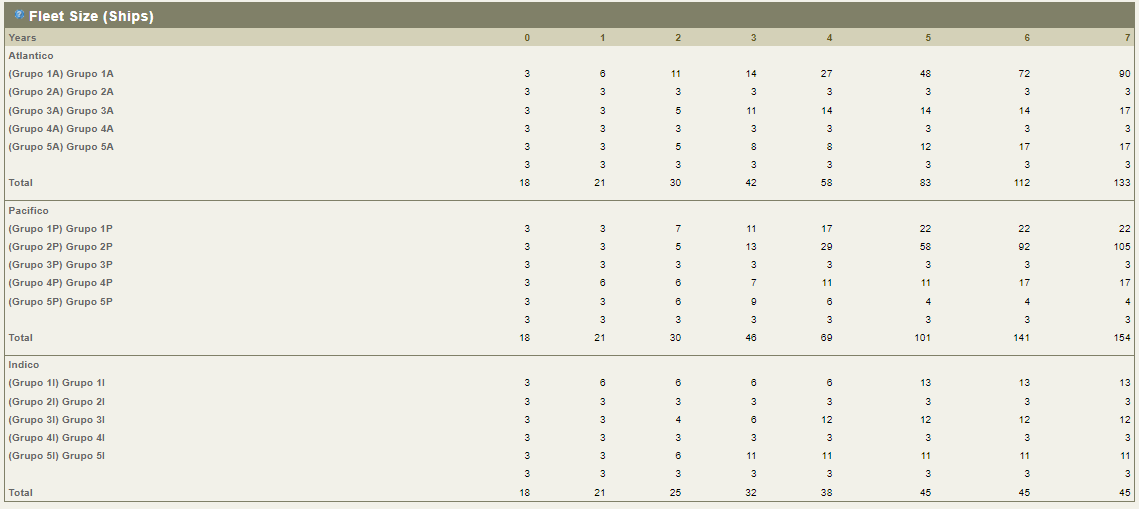 Fleet Size (Ships)
Years 0 1 2 3 4 5 6 7
Atlantico
(Grupo 1A) Grupo 1A 3 6 11 14 27 48 72 90
(Grupo 2A) Grupo 2A 3 3 3 3 3 3 3 3
(Grupo 3A) Grupo 3A 3 3 5 11 14 14 14 17
(Grupo 4A) Grupo 4A 3 3 3 3 3 3 3 3
(Grupo 5A) Grupo 5A 3 3 5 8 8 12 17 17
3 3 3 3 3 3 3 3
Total 18 21 30 42 58 83 112 133
Pacifico
(Grupo 1P) Grupo 1P 3 3 7 11 17 22 22 22
(Grupo 2P) Grupo 2P 3 3 5 13 29 58 92 105
(Grupo 3P) Grupo 3P 3 3 3 3 3 3 3 3
(Grupo 4P) Grupo 4P 3 6 6 7 11 11 17 17
(Grupo 5P) Grupo 5P 3 3 6 9 6 4 4 4
3 3 3 3 3 3 3 3
Total 18 21 30 46 69 101 141 154
Indico
(Grupo 1I) Grupo 1I 3 6 6 6 6 13 13 13
(Grupo 2I) Grupo 2I 3 3 3 3 3 3 3 3
(Grupo 3I) Grupo 3I 3 3 4 6 12 12 12 12
(Grupo 4I) Grupo 4I 3 3 3 3 3 3 3 3
(Grupo 5I) Grupo 5I 3 3 6 11 11 11 11 11
3 3 3 3 3 3 3 3
Total 18 21 25 32 38 45 45 45